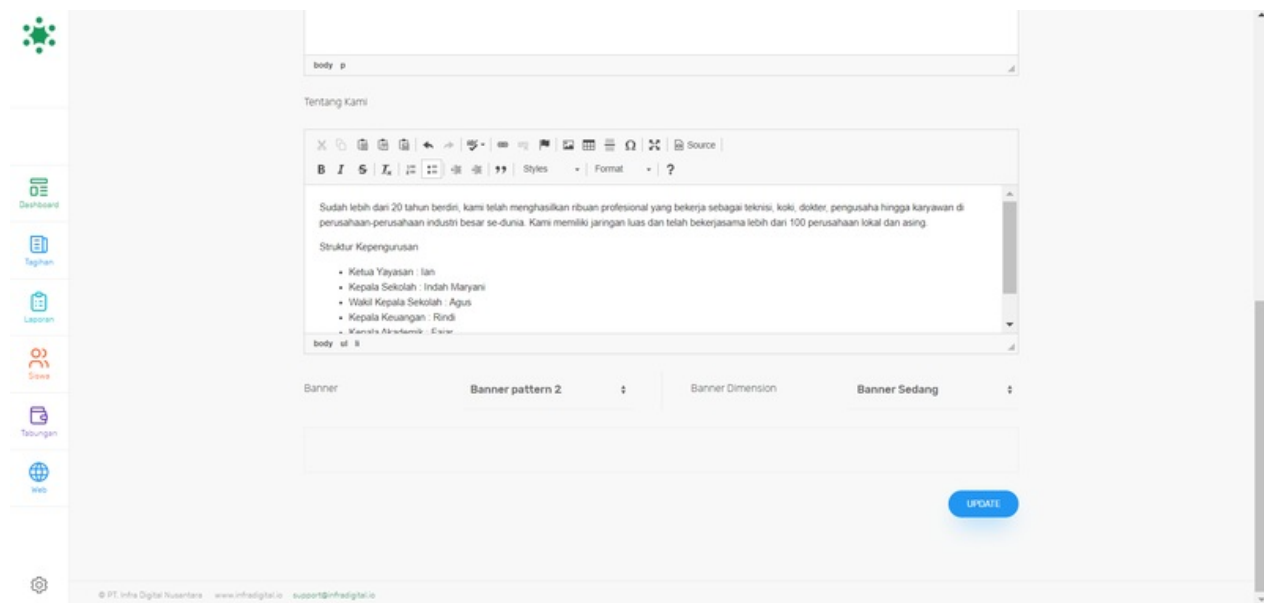 body p
Tentang Kami
Source
B I S Tx Styles Format ?
Sudah lebih dari 20 tahun berdiri, kami telah menghasilkan ribuan profesional yang bekerja sebagai teknisi, koki, dokter, pengusaha hingga karyawan di
perusahaan-perusahaan industri besar se-dunia. Kami memiliki jaringan luas dan telah bekerjasama lebih dari 100 perusahaan lokal dan asing.
Struktur Kepengurusan
• Ketua Yayasan : Ian
• Kepala Sekolah : Indah Maryani
• Wakil Kepala Sekolah : Agus
• Kepala Keuangan : Rindi
• Kepala Akademik : Fajar
body ul li
Banner Banner pattern 2 Banner Dimension Banner Sedang
UPDATE
Dashboard
Tagihan
Laporan
Siswa
Tabungan
Web
© PT. Infra Digital Nusantara www.infradigital.io support@infradigital.io